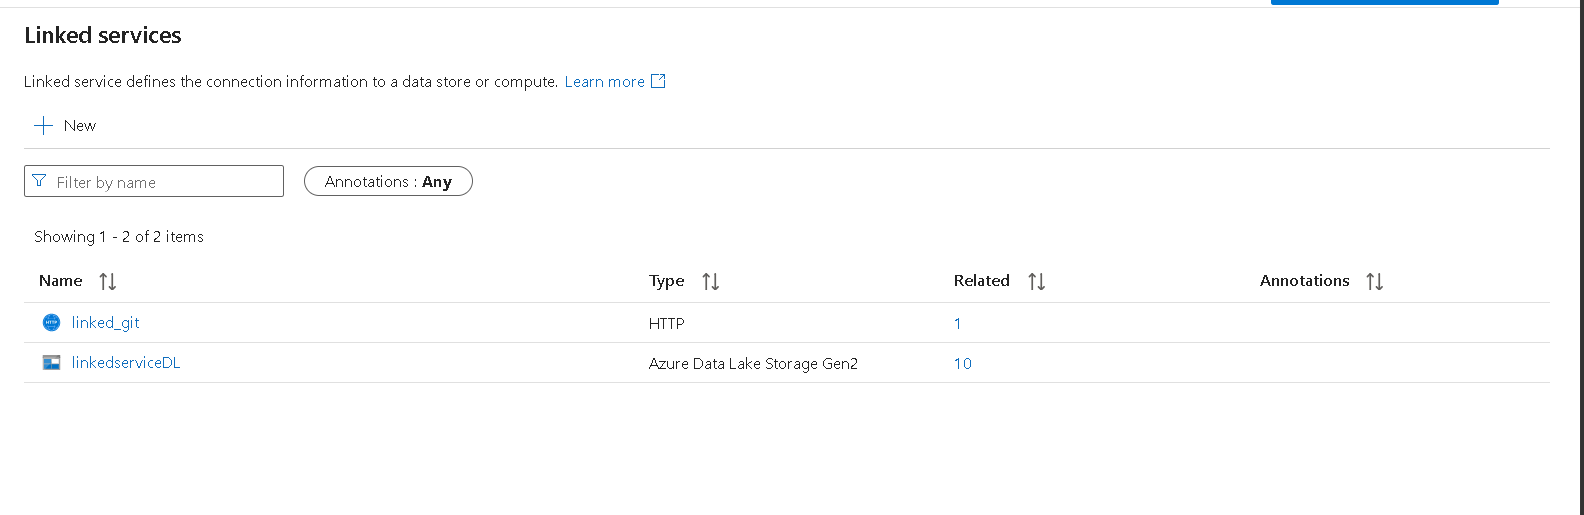 Linked services
Linked service defines the connection information to a data store or compute. Learn more
New
Filter by name
Annotations : Any
Showing 1 - 2 of 2 items
Name Type Related Annotations
HTTP linked_git HTTP 1
linkedserviceDL Azure Data Lake Storage Gen2 10